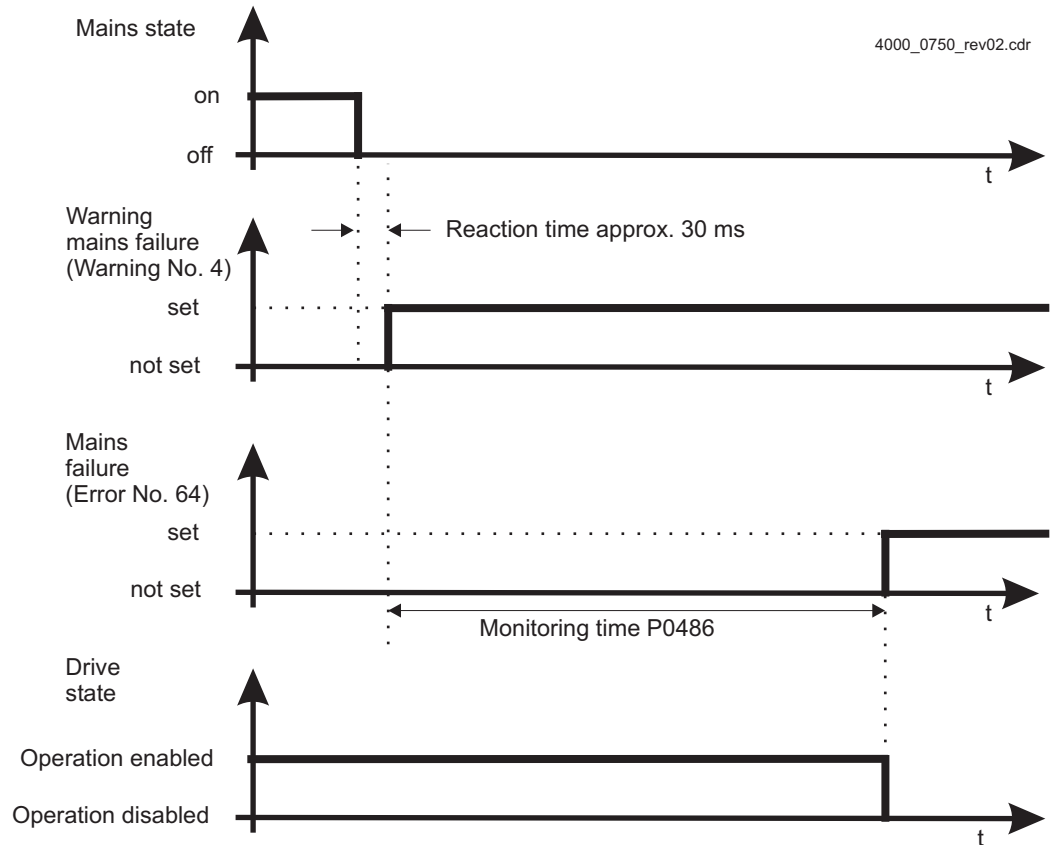 Mains state
4000_0750_rev02.cdr
on
off
t
Warning
mains failure
(Warning No. 4)
Reaction time approx. 30 ms
set
not set
t
Mains
failure
(Error No. 64)
set
not set
t
Monitoring time P0486
Drive
state
Operation enabled
Operation disabled
t